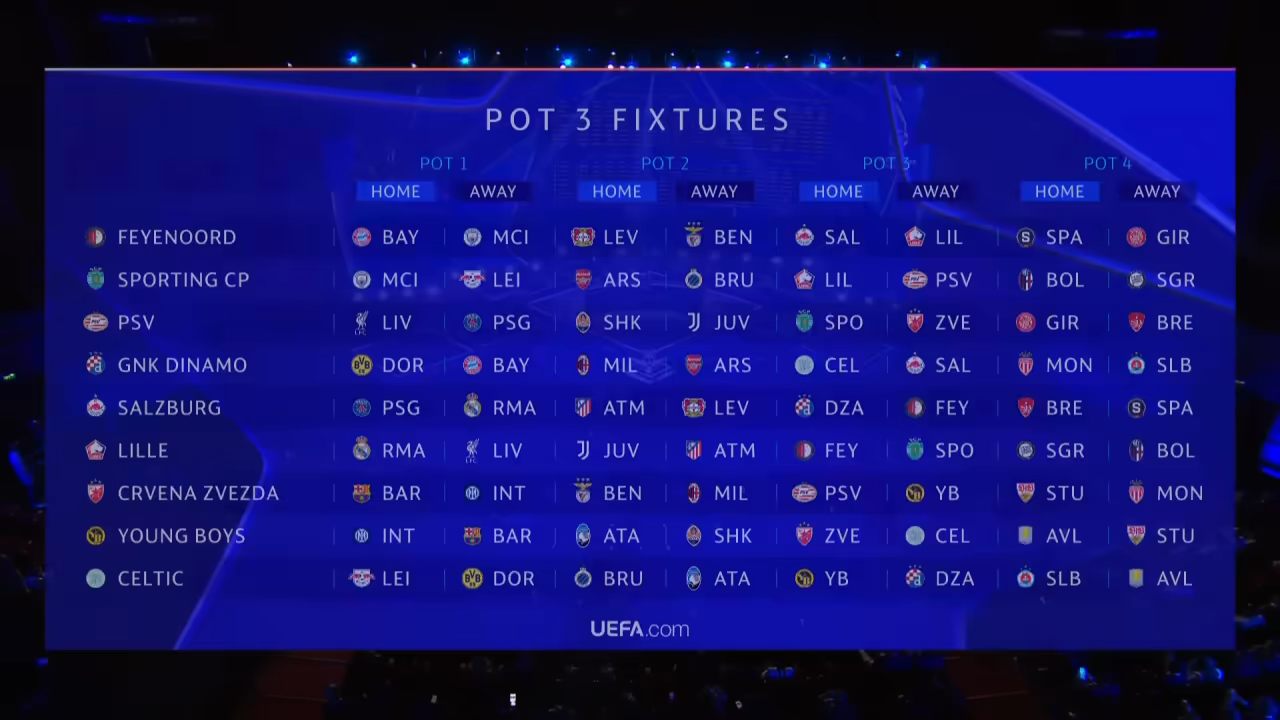 POT 3 FIXTURES
POT 1 POT 2 POT 3 POT 4
HOME AWAY HOME AWAY HOME AWAY HOME AWAY
FEYENOORD BAY MCI LEV BEN SAL LIL SPA GIR
SPORTING CP MCI LEI ARS BRU LIL PSV BOL SGR
PSV LIV PSG SHK JUV SPO ZVE GIR BRE
GNK DINAMO DOR BAY MIL ARS CEL SAL MON SLB
SALZBURG PSG RMA ATM LEV DZA FEY BRE SPA
LILLE RMA LIV JUV ATM FEY SPO SGR BOL
CRVENA ZVEZDA BAR INT BEN MIL PSV YB STU MON
YOUNG BOYS INT BAR ATA SHK ZVE CEL AVL STU
CELTIC LEI DOR BRU ATA YB DZA SLB AVL
UEFA.com